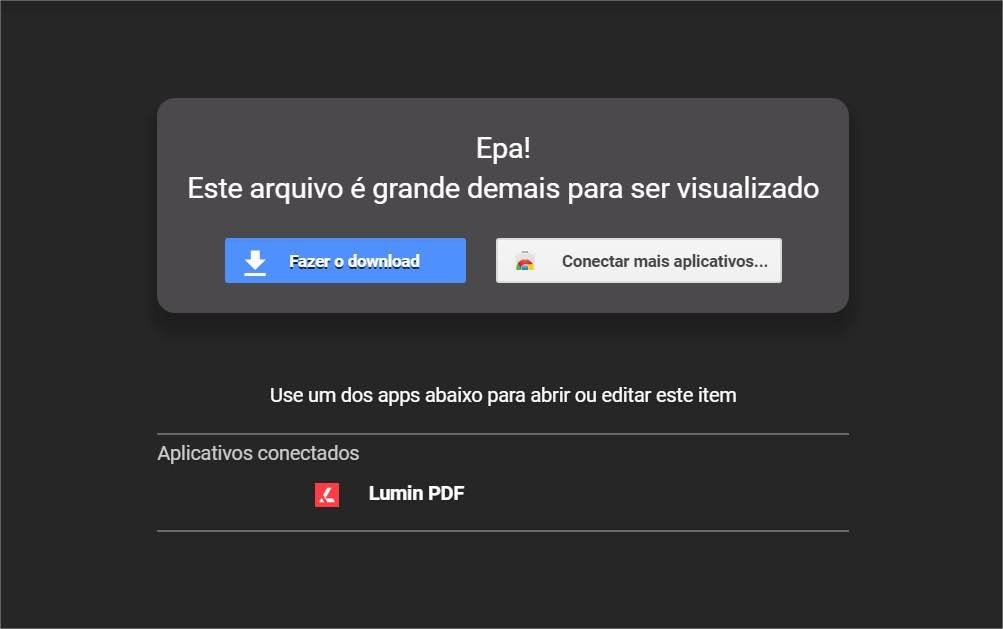 Epa!
Este arquivo é grande demais para ser visualizado
Fazer o download
Conectar mais aplicativos...
Use um dos apps abaixo para abrir ou editar este item
Aplicativos conectados
Lumin PDF